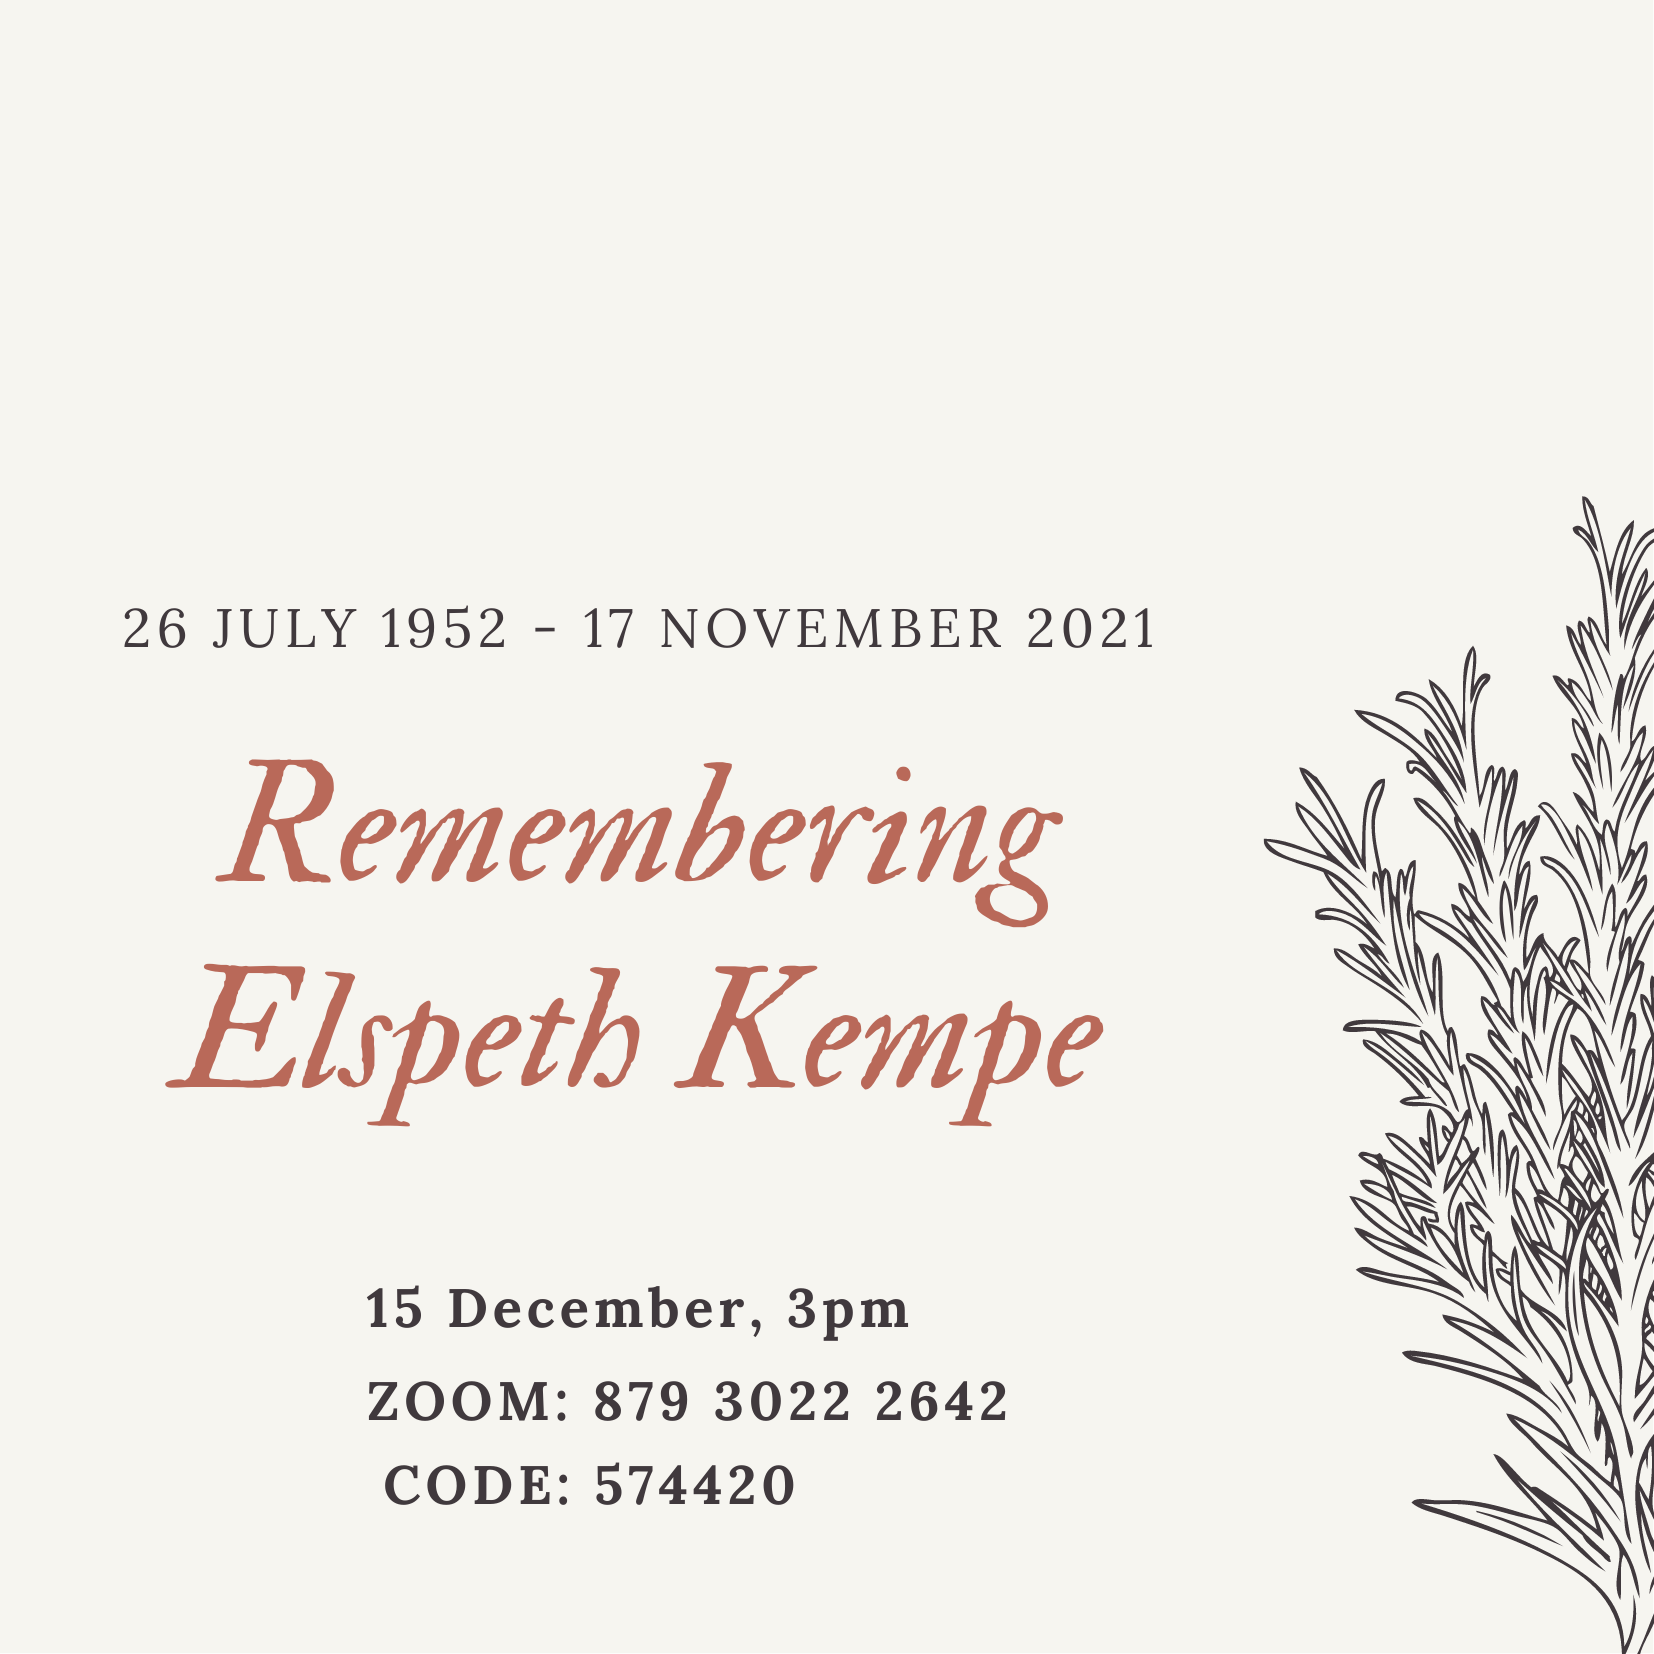 26 JULY 1952 - 17 NOVEMBER 2021
Remembering
Elspeth Kempe
15 December, 3pm
ZOOM: 879 3022 2642
CODE: 574420